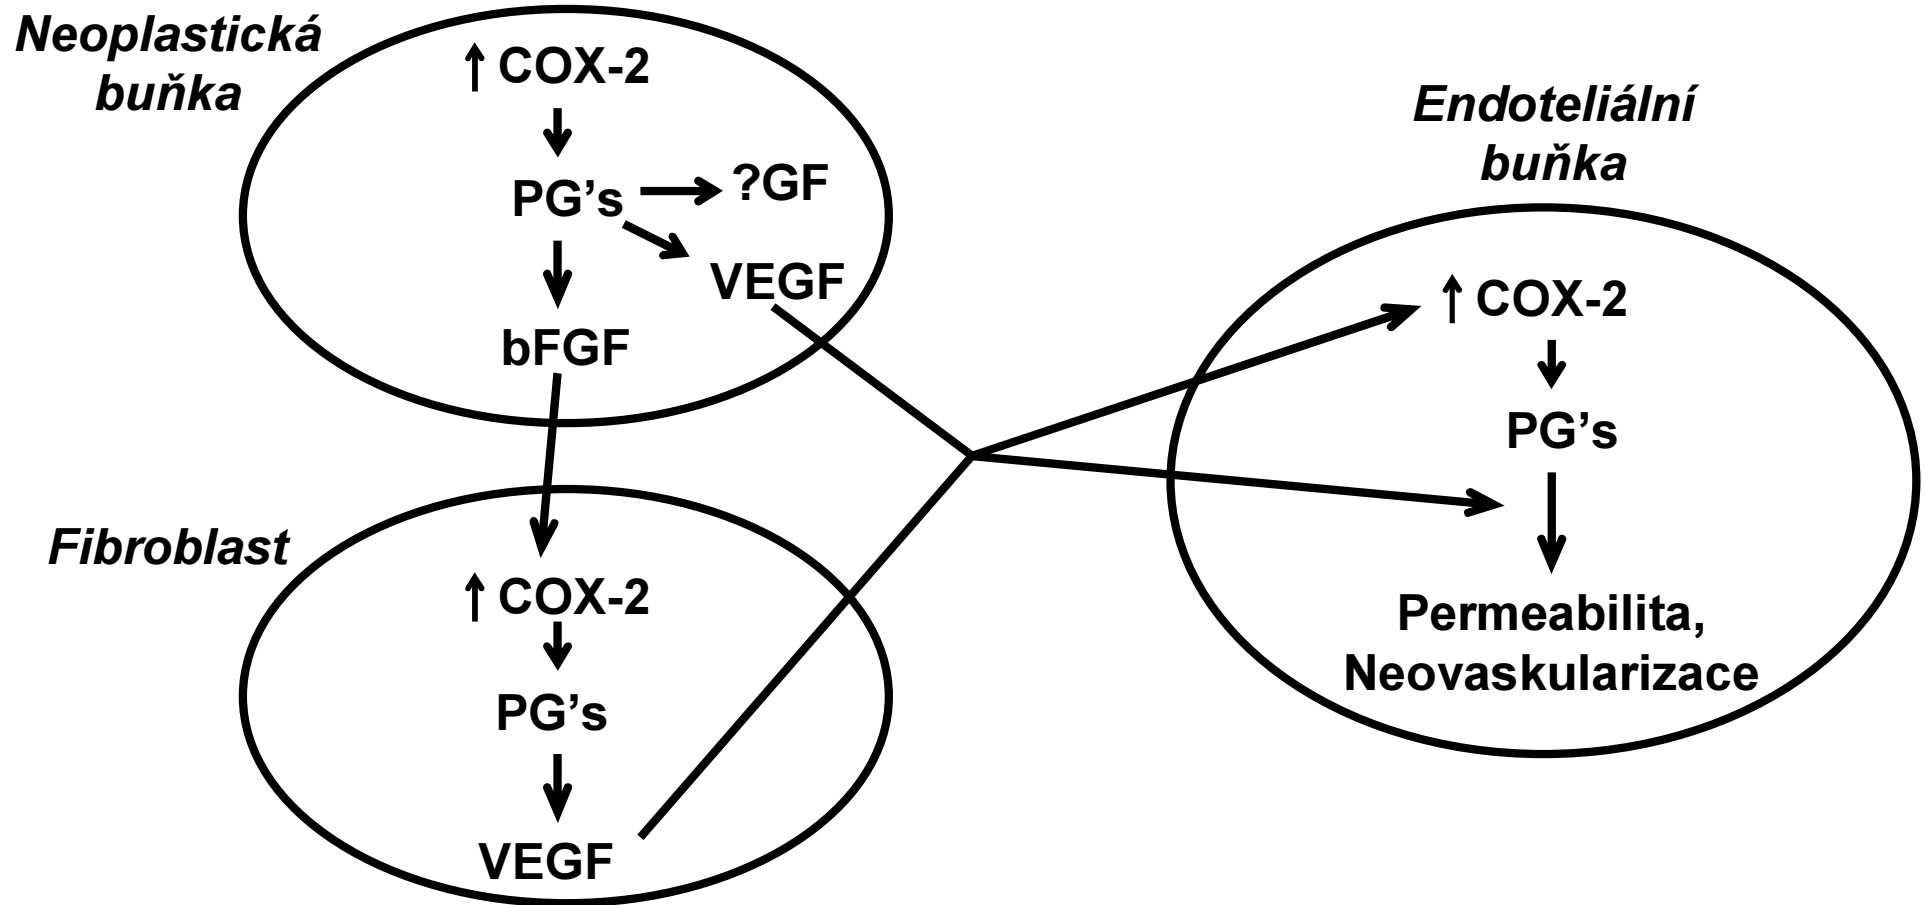 Neoplastická
buňka
↑ COX-2
PG’s
?GF
VEGF
bFGF
Fibroblast
↑ COX-2
PG’s
VEGF
Endoteliální
buňka
↑ COX-2
PG’s
Permeabilita,
Neovaskularizace